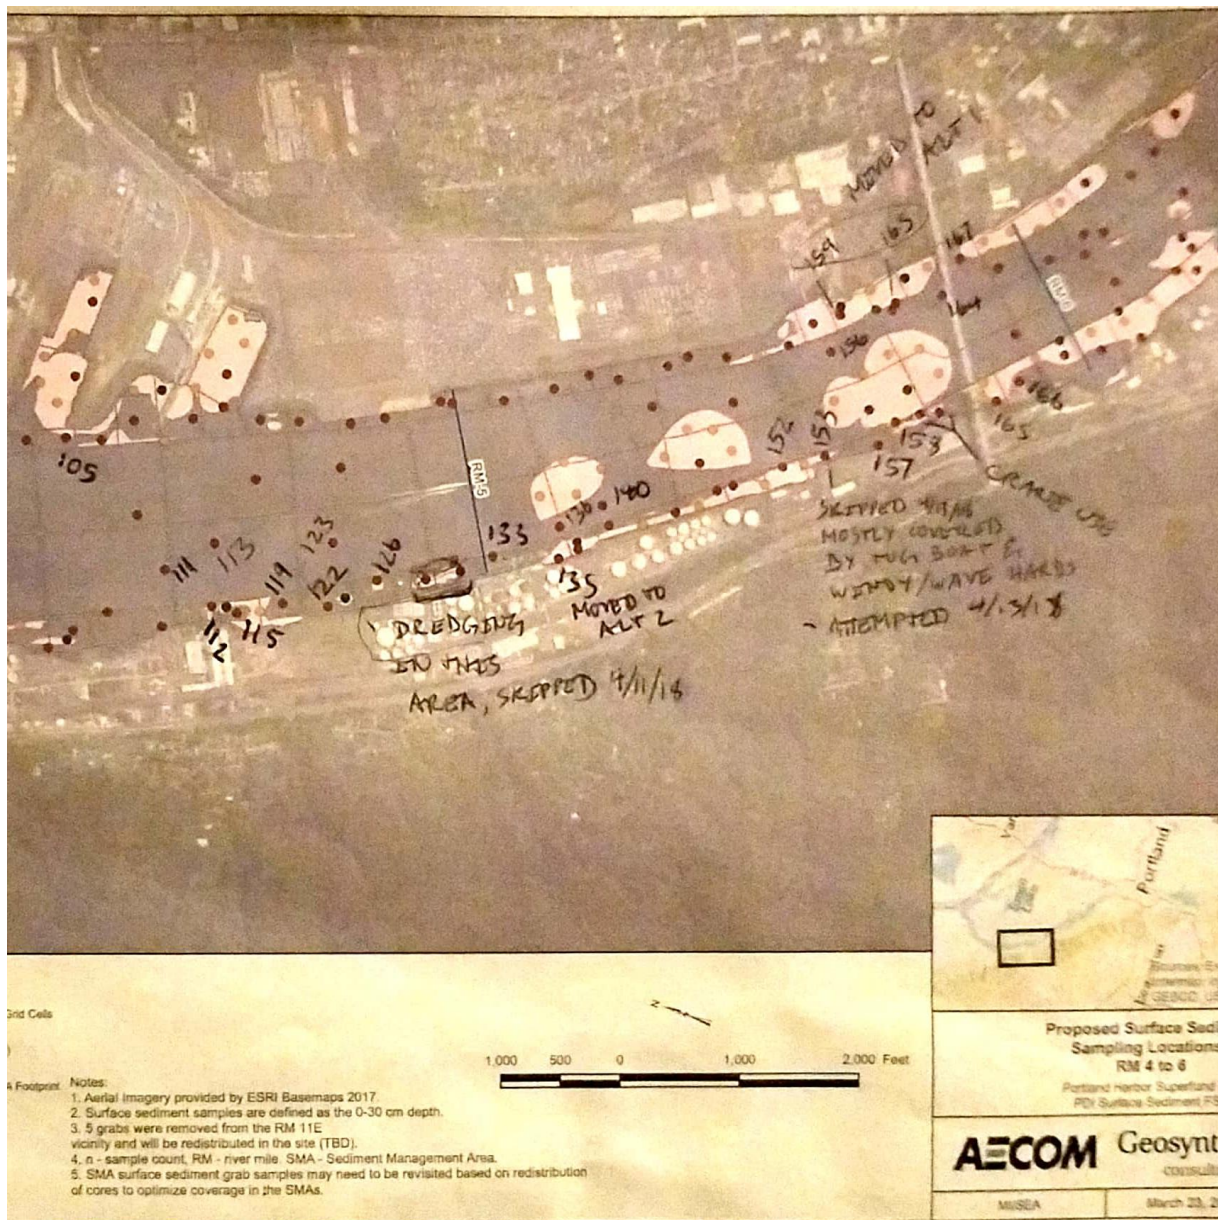 MOVED TO
ALT 1
159
165
167
164
RM-6
156
166
165
105
RM-5
152
153
158
157
140
136
133
135
MOVED TO
ALT 2
111
113
123
119
122
126
112
115
DREDGING
IN THIS
AREA, SKIPPED 4/11/18
SKIPPED
MOSTLY COVERED
BY TUG BOAT &
WINDY/WAVE HARDS
- ATTEMPTED 4/13/18
CRANE
Portland
Grid Cells
Footprint
Notes:
1. Aerial Imagery provided by ESRI Basemaps 2017.
2. Surface sediment samples are defined as the 0-30 cm depth.
3. 5 grabs were removed from the RM 11E
vicinity and will be redistributed in the site (TBD).
4. n - sample count, RM - river mile. SMA - Sediment Management Area.
5. SMA surface sediment grab samples may need to be revisited based on redistribution
of cores to optimize coverage in the SMAs.
Z
1,000 500 0 1,000 2,000 Feet
Proposed Surface Sedi
Sampling Locations
RM 4 to 6
Portland Harbor Superfund
PDI Surface Sediment FS
AECOM Geosynt
consult
March 23, 2